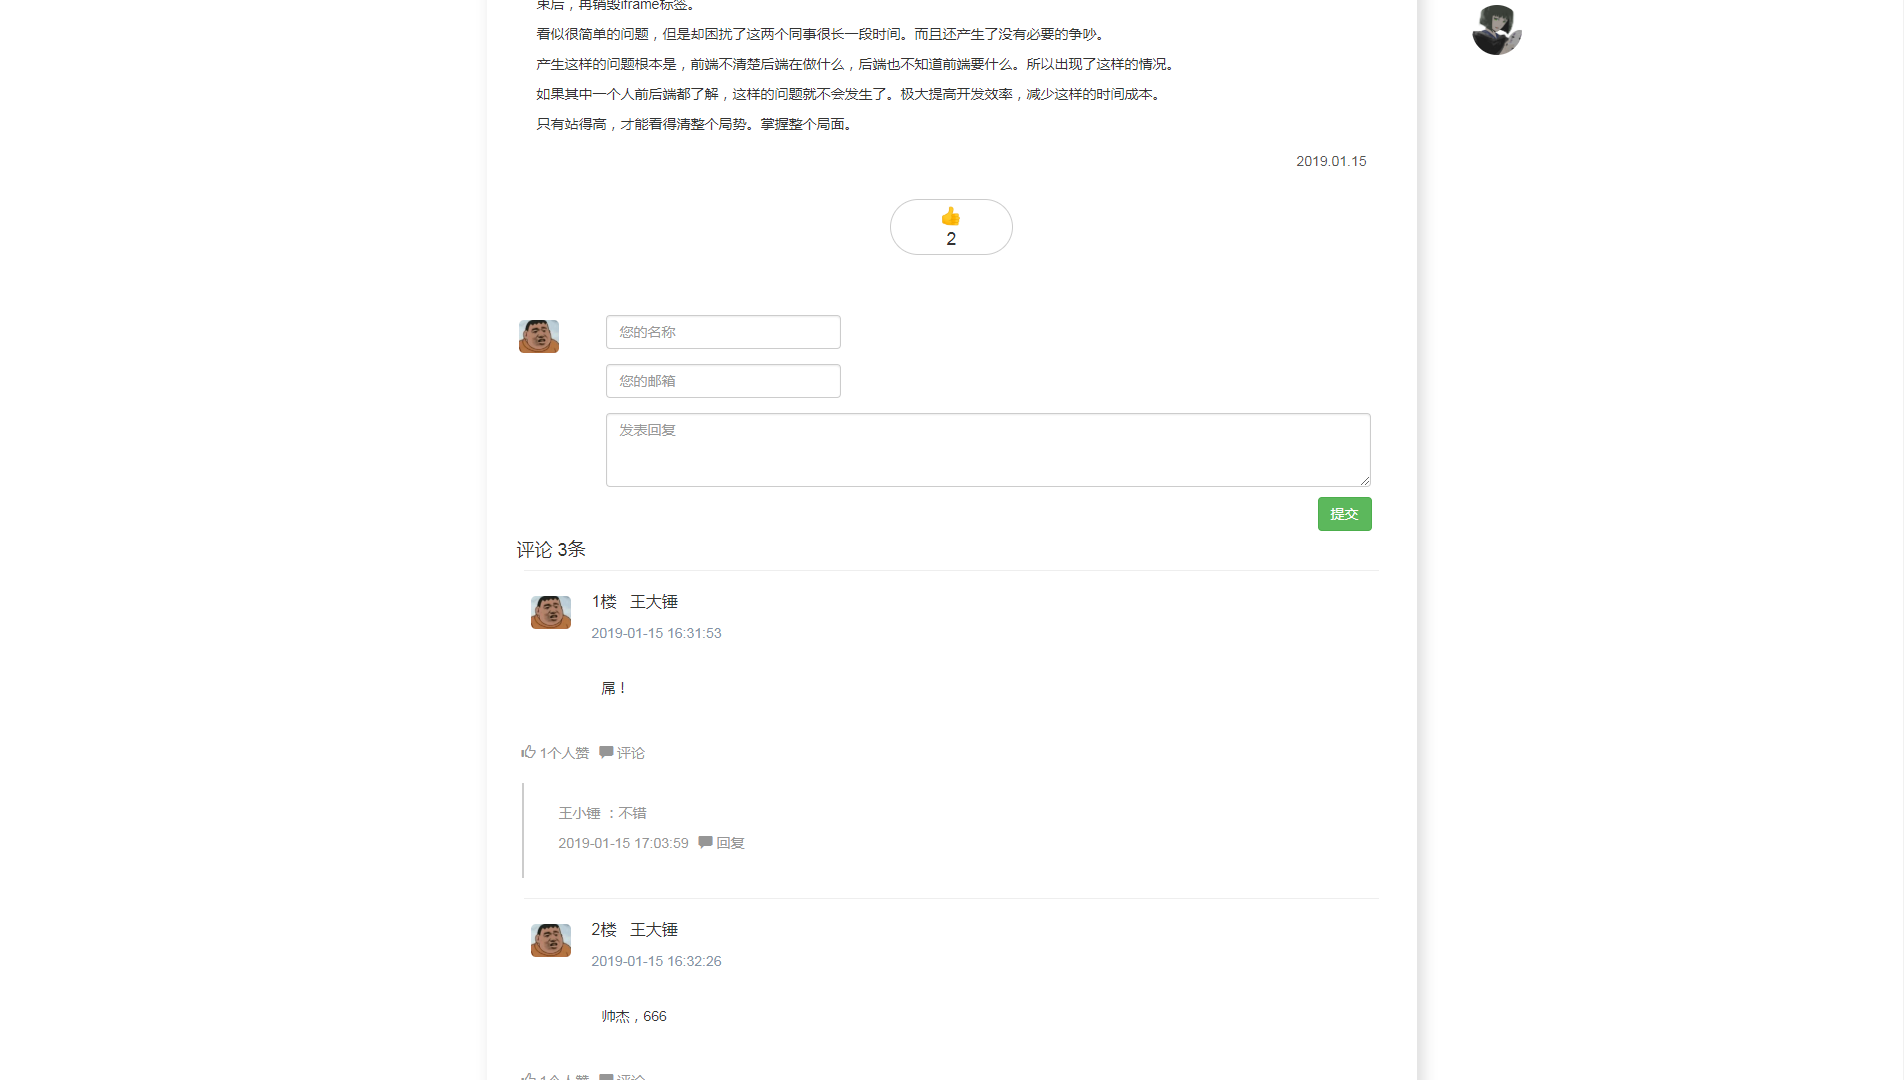 束后，再销毁iframe标签。
看似很简单的问题，但是却困扰了这两个同事很长一段时间。而且还产生了没有必要的争吵。
产生这样的问题根本是，前端不清楚后端在做什么，后端也不知道前端要什么。所以出现了这样的情况。
如果其中一个人前后端都了解，这样的问题就不会发生了。极大提高开发效率，减少这样的时间成本。
只有站得高，才能看得清整个局势。掌握整个局面。
2019.01.15
2
您的名称
您的邮箱
发表回复
提交
评论 3条
1楼 王大锤
2019-01-15 16:31:53
屌！
1个人赞 评论
王小锤 ：不错
2019-01-15 17:03:59 回复
2楼 王大锤
2019-01-15 16:32:26
帅杰，666
1个人赞 评论